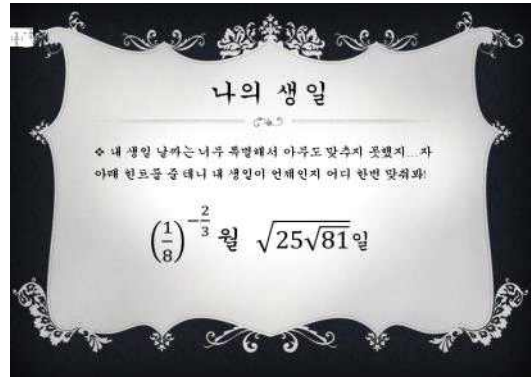 나의 생일
❖ 내 생일 날짜는 너무 특별해서 아무도 맞추지 못했지...자
아래 힌트를 줄 테니 내 생일이 언제인지 어디 한번 맞춰봐!
(1/8)^(-2/3) 월 √(25√81)일